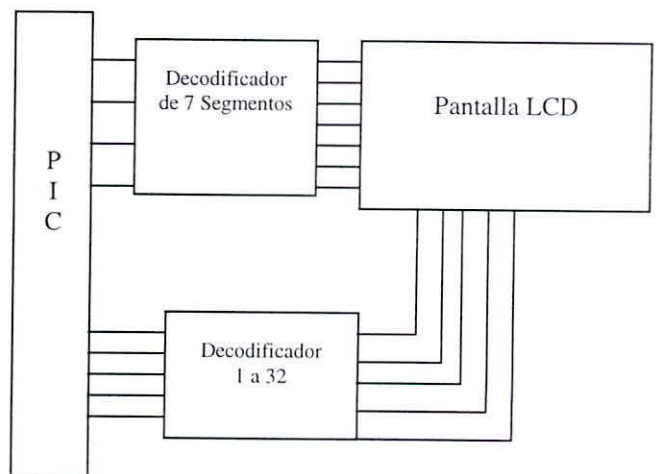 P
I
C
Decodificador
de 7 Segmentos
Pantalla LCD
Decodificador
1 a 32